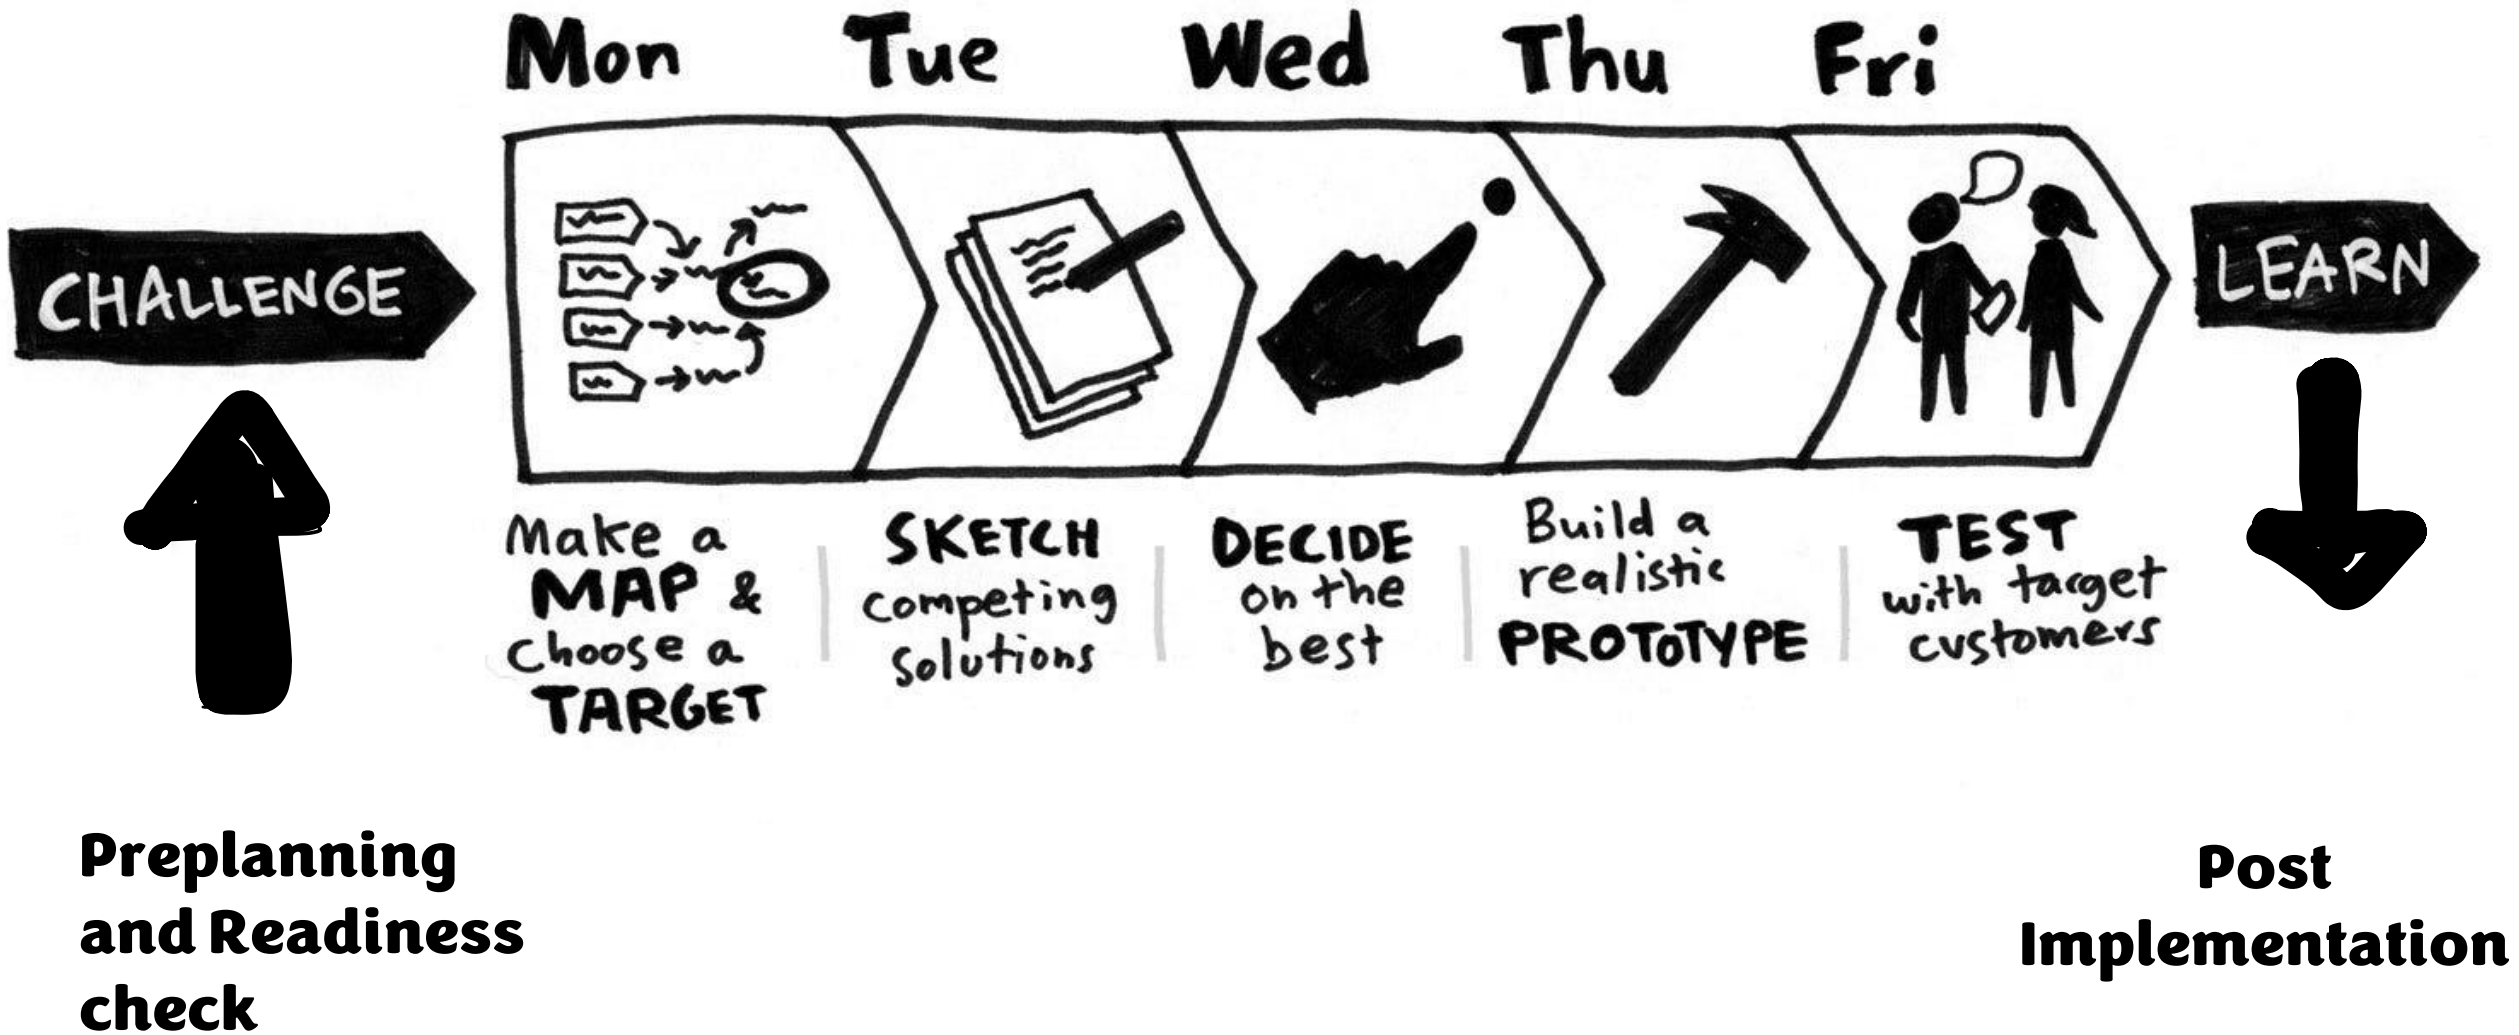 Mon
Tue
Wed
Thu
Fri
CHALLENGE
LEARN
Make a
MAP &
choose a
TARGET
SKETCH
competing
solutions
DECIDE
on the
best
Build a
realistic
PROTOTYPE
TEST
with target
customers
Preplanning
and Readiness
check
Post
Implementation